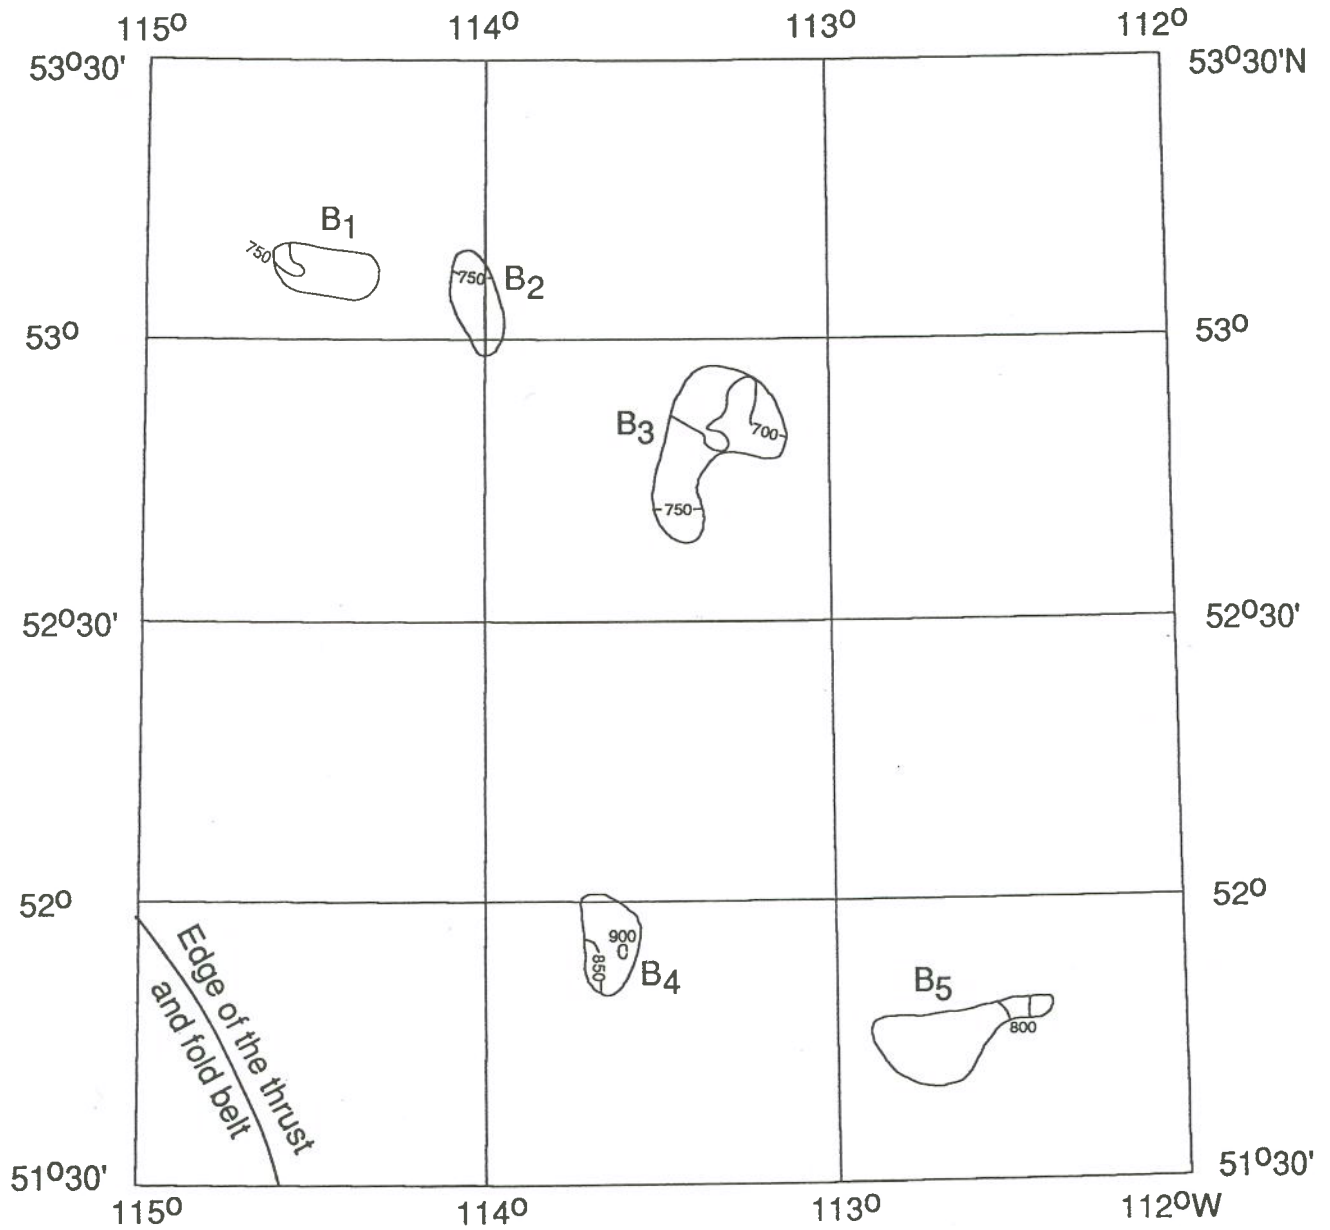 115⁰ 114⁰ 113⁰ 112⁰
53⁰30' 53⁰30'N
B₁
750
750 B₂
53⁰ 53⁰
B₃
700
750
52⁰30' 52⁰30'
52⁰ 52⁰
900
850
B₄
B₅
800
Edge of the thrust
and fold belt
51⁰30' 51⁰30'
115⁰ 114⁰ 113⁰ 112⁰W